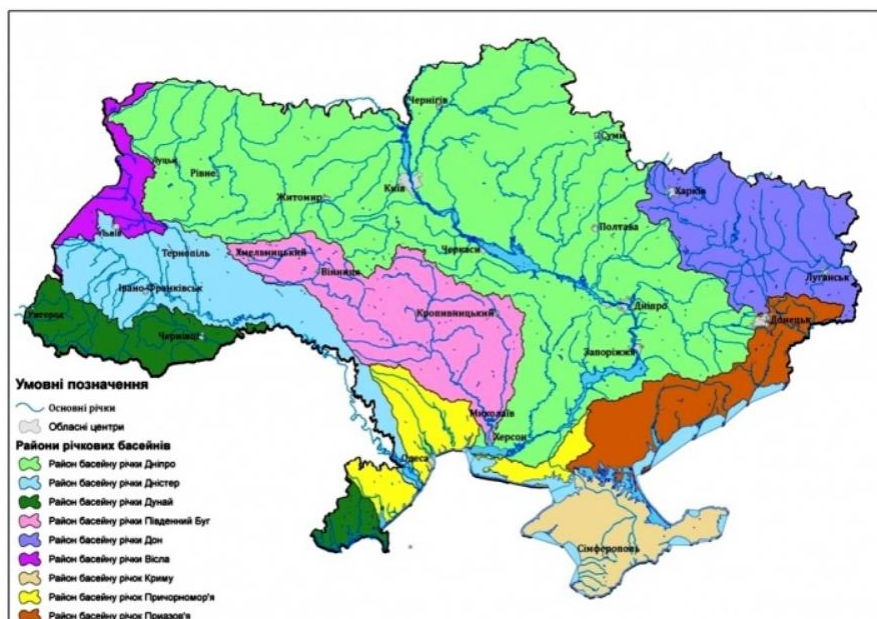 Чернігів
Суми
Луцьк
Рівне
Київ
Харків
Житомир
Львів
Полтава
Тернопіль
Хмельницький
Черкаси
Вінниця
Луганськ
Івано-Франківськ
Ужгород
Кропивницький
Дніпро
Донецьк
Чернівці
Запоріжжя
Миколаїв
Херсон
Одеса
Сімферополь
Умовні позначення
Основні річки
Обласні центри
Райони річкових басейнів
Район басейну річки Дніпро
Район басейну річки Дністер
Район басейну річки Дунай
Район басейну річки Південний Буг
Район басейну річки Дон
Район басейну річки Вісла
Район басейну річок Криму
Район басейну річок Причорномор'я
Район басейну річок Приазов'я